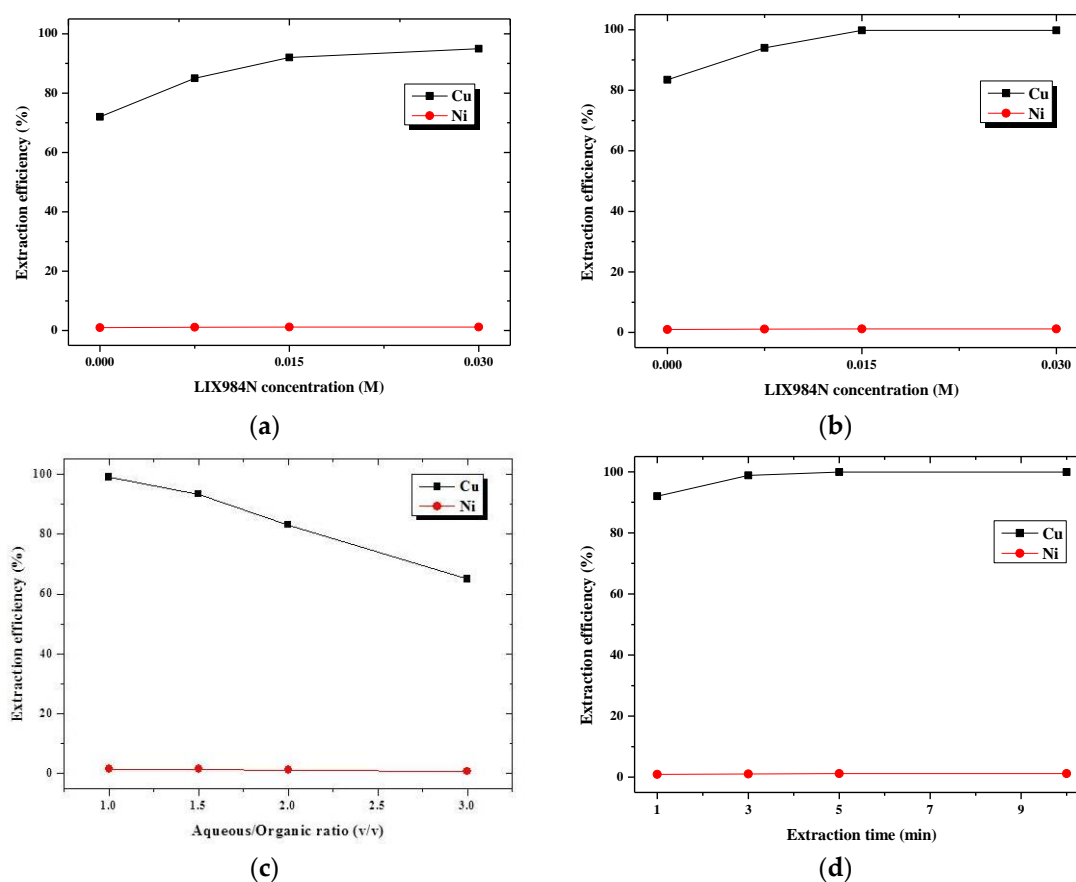 100
80
60
40
20
0
Extraction efficiency (%)
Cu
Ni
0.000 0.015 0.030
LIX984N concentration (M)
(a)
100
80
60
40
20
0
Extraction efficiency (%)
Cu
Ni
0.000 0.015 0.030
LIX984N concentration (M)
(b)
100
80
60
40
20
0
Extraction efficiency (%)
Cu
Ni
1.0 1.5 2.0 2.5 3.0
Aqueous/Organic ratio (v/v)
(c)
100
80
60
40
20
0
Extraction efficiency (%)
Cu
Ni
1 3 5 7 9
Extraction time (min)
(d)